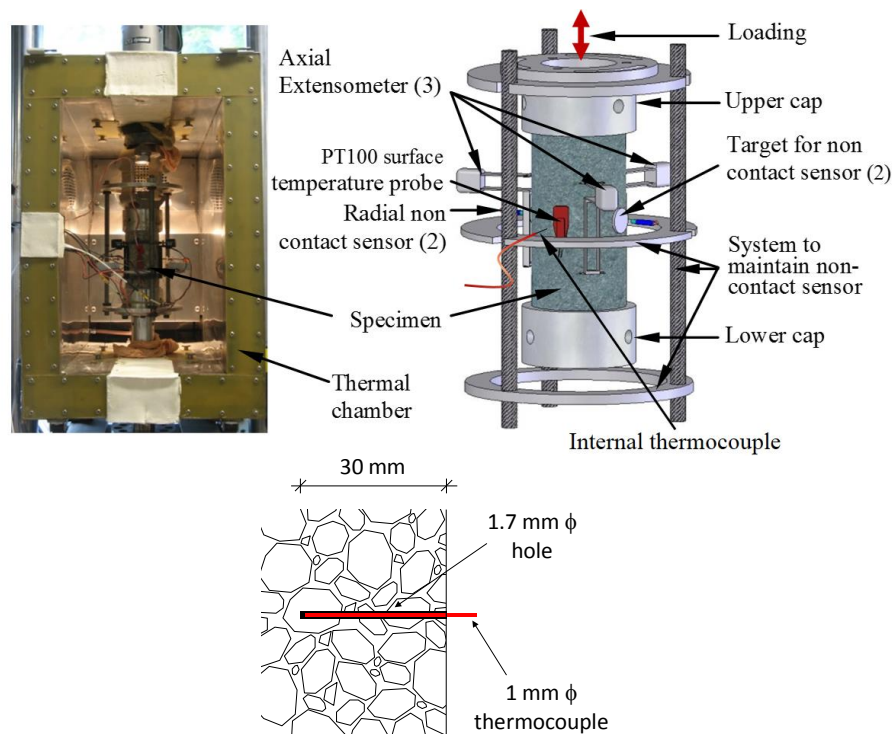 Axial
Extensometer (3)
PT100 surface
temperature probe
Radial non
contact sensor (2)
Specimen
Thermal
chamber
Loading
Upper cap
Target for non
contact sensor (2)
System to
maintain non-
contact sensor
Lower cap
Internal thermocouple
30 mm
1.7 mm ϕ
hole
1 mm ϕ
thermocouple